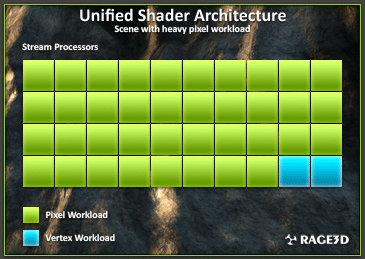 Unified Shader Architecture
Scene with heavy pixel workload
Stream Processors
Pixel Workload
Vertex Workload
RAGE3D